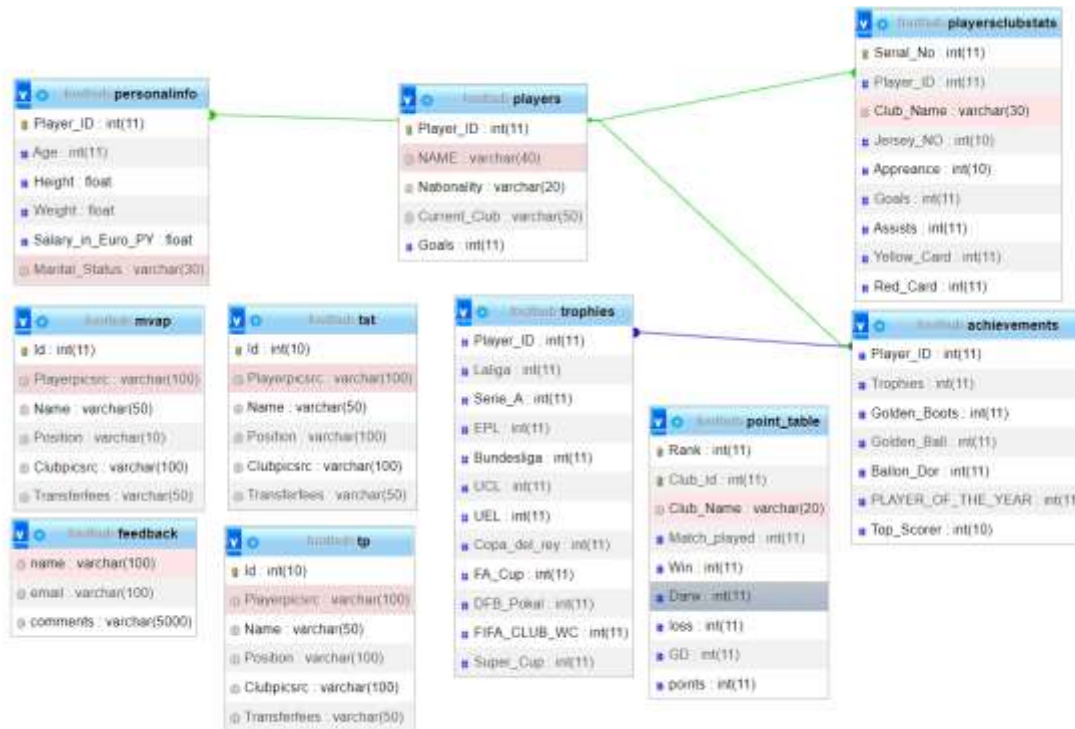 personalinfo
Player_ID : int(11)
Age : int(11)
Height : float
Weight : float
Salary_in_Euro_PY : float
Marital_Status : varchar(30)
players
Player_ID : int(11)
NAME : varchar(40)
Nationality : varchar(20)
Current_Club : varchar(50)
Goals : int(11)
playersclubstats
Serial_No : int(11)
Player_ID : int(11)
Club_Name : varchar(30)
Jersey_NO : int(10)
Appreance : int(10)
Goals : int(11)
Assists : int(11)
Yellow_Card : int(11)
Red_Card : int(11)
mvap
Id : int(11)
Playerpicsrc : varchar(100)
Name : varchar(50)
Position : varchar(10)
Clubpicsrc : varchar(100)
Transferfees : varchar(50)
tat
Id : int(10)
Playerpicsrc : varchar(100)
Name : varchar(50)
Position : varchar(100)
Clubpicsrc : varchar(100)
Transferfees : varchar(50)
trophies
Player_ID : int(11)
Laliga : int(11)
Serie_A : int(11)
EPL : int(11)
Bundesliga : int(11)
UCL : int(11)
UEL : int(11)
Copa_del_rey : int(11)
FA_Cup : int(11)
DFB_Pokal : int(11)
FIFA_CLUB_WC : int(11)
Super_Cup : int(11)
achievements
Player_ID : int(11)
Trophies : int(11)
Golden_Boots : int(11)
Golden_Ball : int(11)
Ballon_Dor : int(11)
PLAYER_OF_THE_YEAR : int(11
Top_Scorer : int(10)
point_table
Rank : int(11)
Club_Id : int(11)
Club_Name : varchar(20)
Match_played : int(11)
Win : int(11)
Darw : int(11)
loss : int(11)
GD : int(11)
points : int(11)
feedback
name : varchar(100)
email : varchar(100)
comments : varchar(5000)
tp
Id : int(10)
Playerpicsrc : varchar(100)
Name : varchar(50)
Position : varchar(100)
Clubpicsrc : varchar(100)
Transferfees : varchar(50)